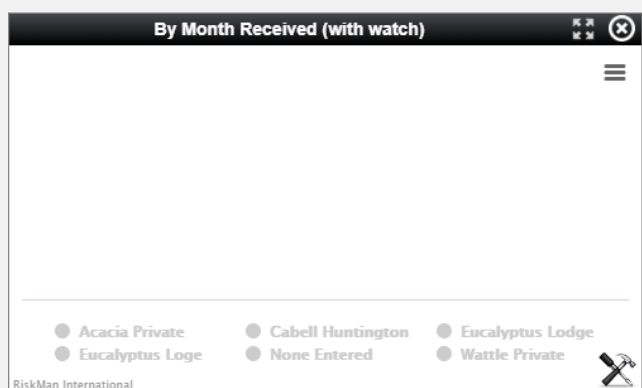 By Month Received (with watch)
Acacia Private Cabell Huntington Eucalyptus Lodge
Eucalyptus Loge None Entered Wattle Private
RiskMan International